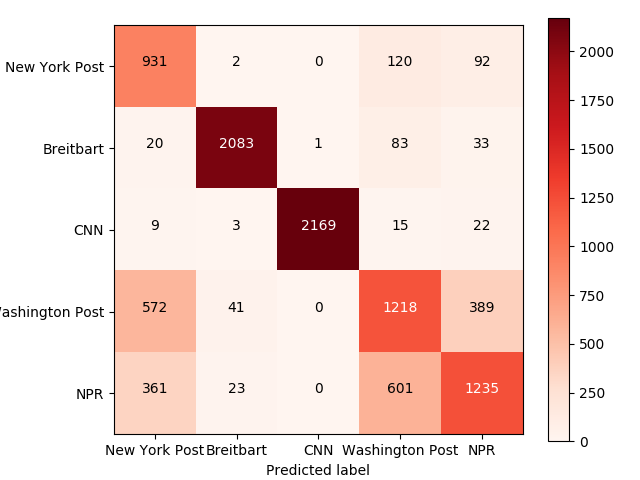 New York Post 931 2 0 120 92
Breitbart 20 2083 1 83 33
CNN 9 3 2169 15 22
ashington Post 572 41 0 1218 389
NPR 361 23 0 601 1235
New York Post Breitbart CNN Washington Post NPR
Predicted label
2000
1750
1500
1250
1000
750
500
250
0